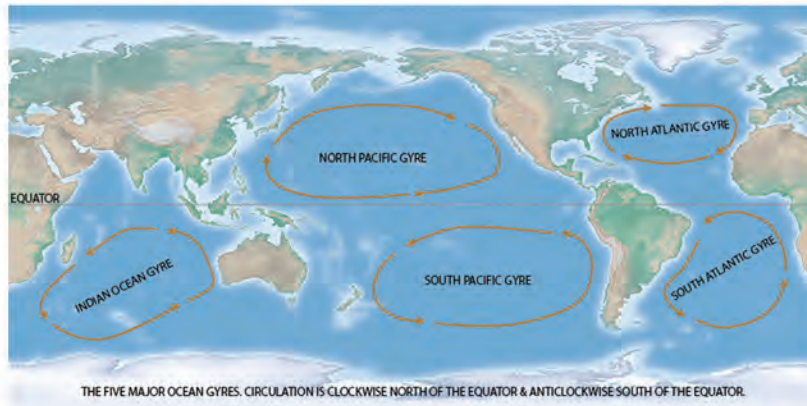 NORTH ATLANTIC GYRE
NORTH PACIFIC GYRE
EQUATOR
INDIAN OCEAN GYRE
SOUTH PACIFIC GYRE
SOUTH ATLANTIC GYRE
THE FIVE MAJOR OCEAN GYRES. CIRCULATION IS CLOCKWISE NORTH OF THE EQUATOR & ANTICLOCKWISE SOUTH OF THE EQUATOR.